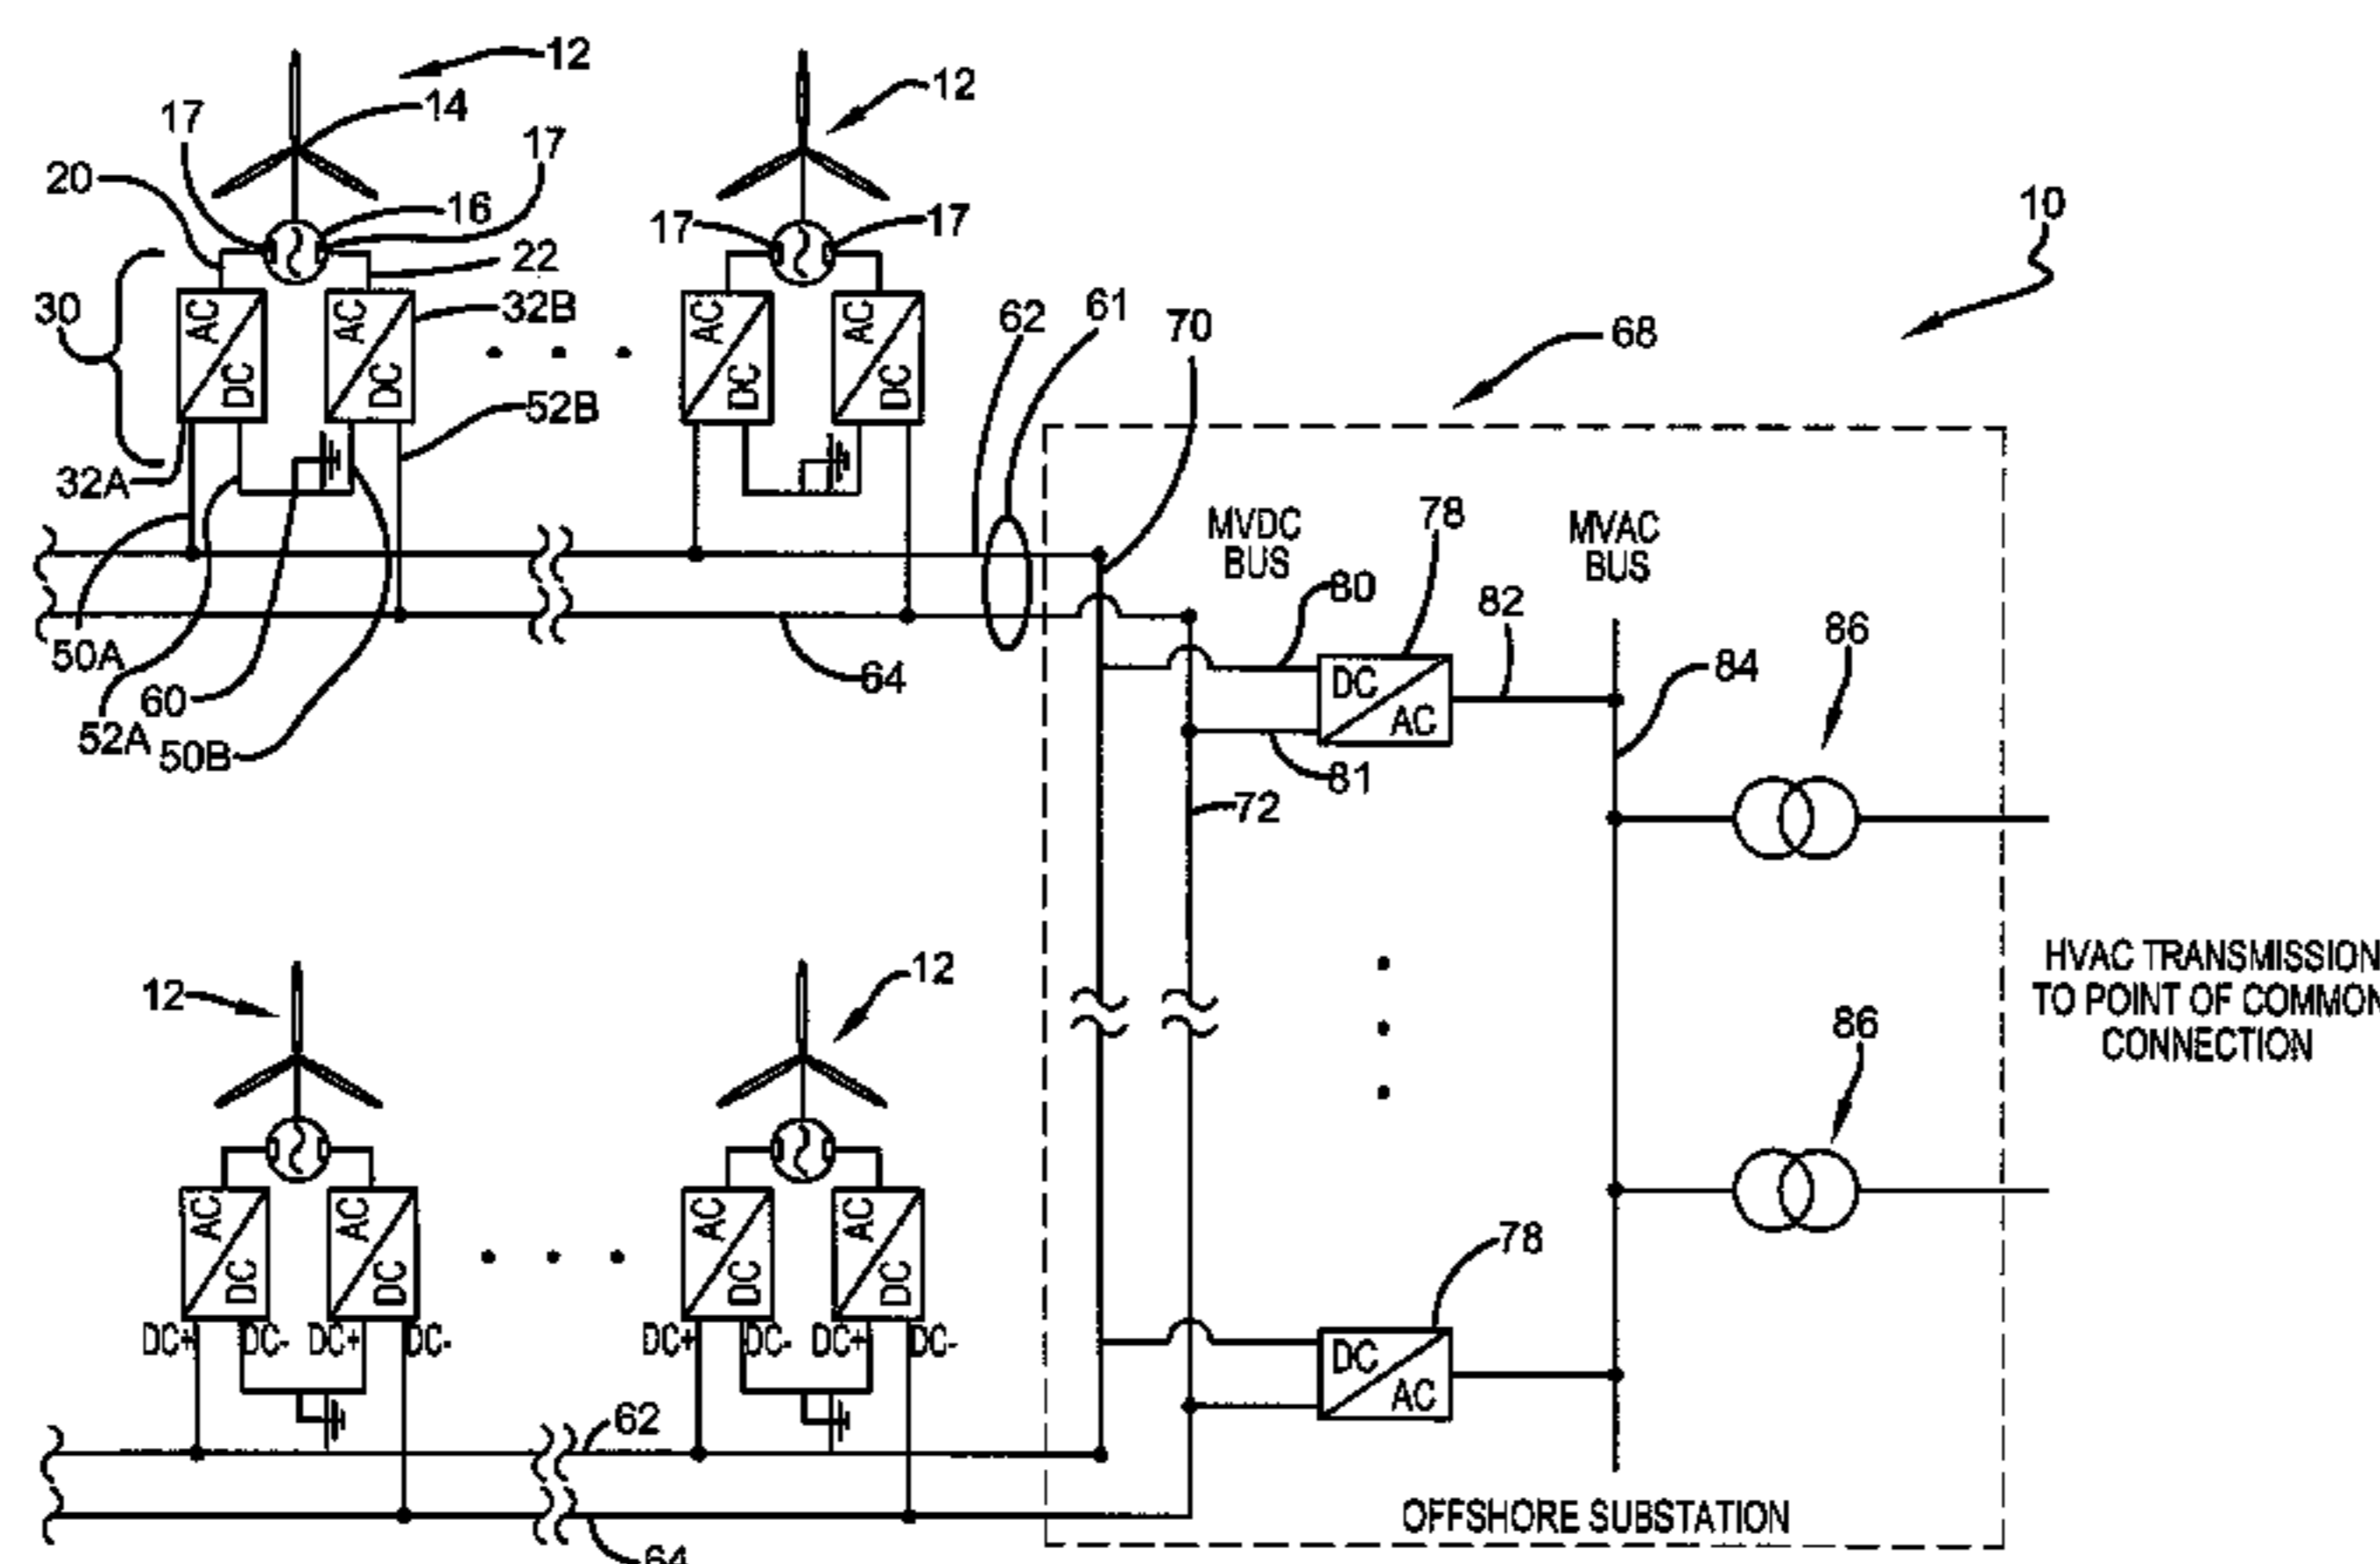 12
14
17
17
20
16
22
30
32B
52B
32A
50A
52A
60
50B
AC
DC
AC
DC
12
17
17
AC
DC
AC
DC
62
61
70
64
68
10
MVDC
BUS
78
MVAC
BUS
80
82
DC
AC
81
72
84
86
12
AC
DC
AC
DC
DC+
DC-
DC+
DC-
12
AC
DC
AC
DC
DC+
DC-
DC+
DC-
62
64
78
DC
AC
86
HVAC TRANSMISSION
TO POINT OF COMMON
CONNECTION
OFFSHORE SUBSTATION